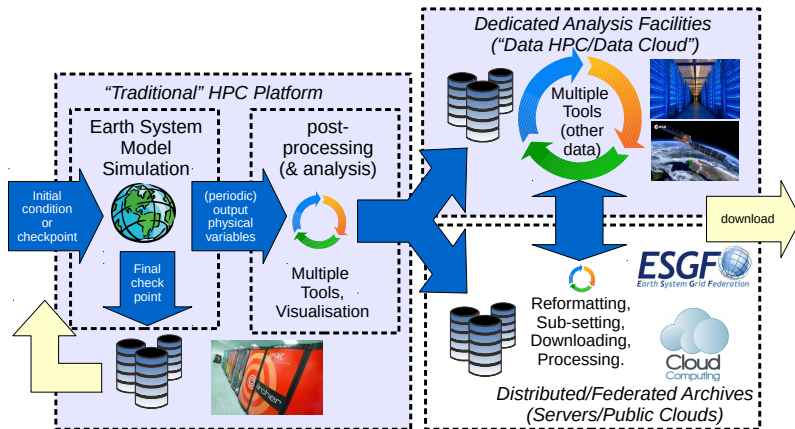 Dedicated Analysis Facilities
(“Data HPC/Data Cloud”)
“Traditional” HPC Platform
Earth System
Model
Simulation
post-
processing
(& analysis)
Multiple
Tools
(other
data)
esa
Initial
condition
or
checkpoint
(periodic)
output
physical
variables
download
Final
check
point
Multiple
Tools,
Visualisation
archer
Reformatting,
Sub-setting,
Downloading,
Processing.
ESGF
Earth System Grid Federation
Cloud
Computing
Distributed/Federated Archives
(Servers/Public Clouds)